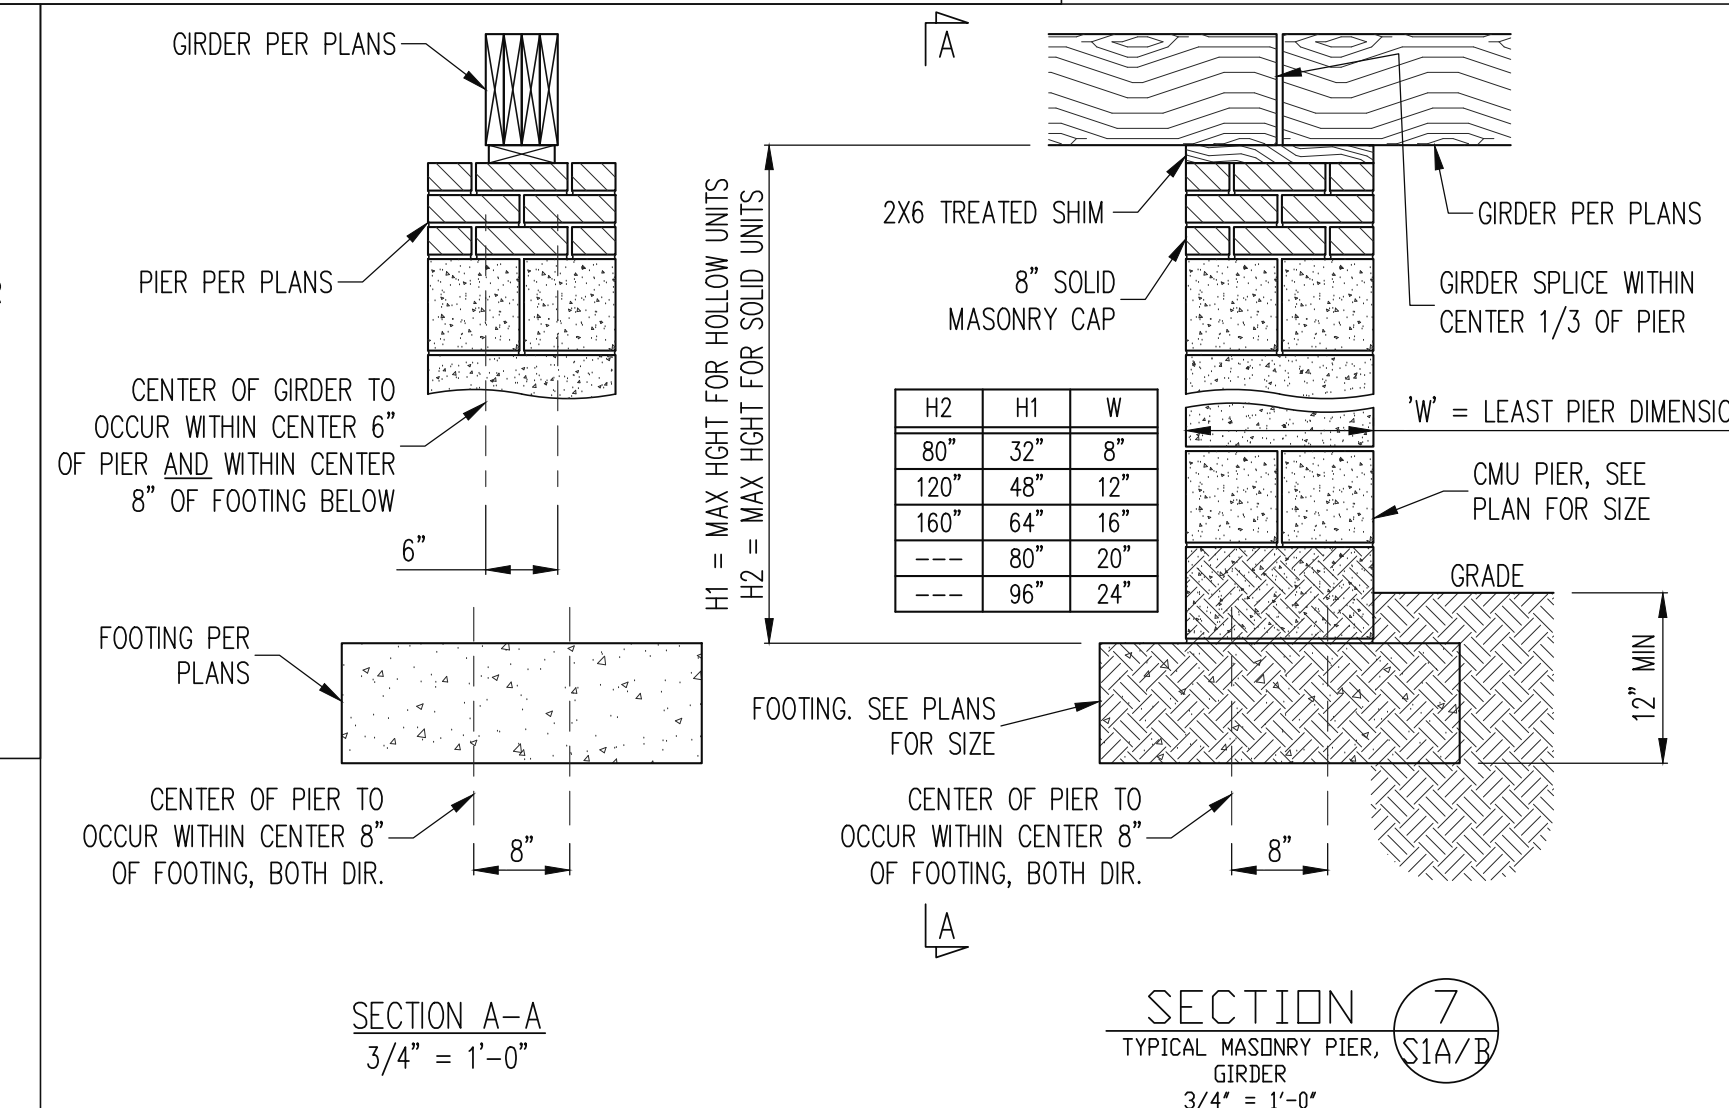 GIRDER PER PLANS
PIER PER PLANS
CENTER OF GIRDER TO
OCCUR WITHIN CENTER 6"
OF PIER AND WITHIN CENTER
8" OF FOOTING BELOW
6"
FOOTING PER
PLANS
CENTER OF PIER TO
OCCUR WITHIN CENTER 8"
OF FOOTING, BOTH DIR.
8"
SECTION A-A
3/4" = 1'-0"
H1 = MAX HGHT FOR HOLLOW UNITS
H2 = MAX HGHT FOR SOLID UNITS
A
2X6 TREATED SHIM
8" SOLID
MASONRY CAP
H2 H1 W
80" 32" 8"
120" 48" 12"
160" 64" 16"
--- 80" 20"
--- 96" 24"
GIRDER PER PLANS
GIRDER SPLICE WITHIN
CENTER 1/3 OF PIER
'W' = LEAST PIER DIMENSIO
CMU PIER, SEE
PLAN FOR SIZE
GRADE
12" MIN
FOOTING. SEE PLANS
FOR SIZE
CENTER OF PIER TO
OCCUR WITHIN CENTER 8"
OF FOOTING, BOTH DIR.
8"
A
SECTION
7
S1A/B
TYPICAL MASONRY PIER,
GIRDER
3/4" = 1'-0"